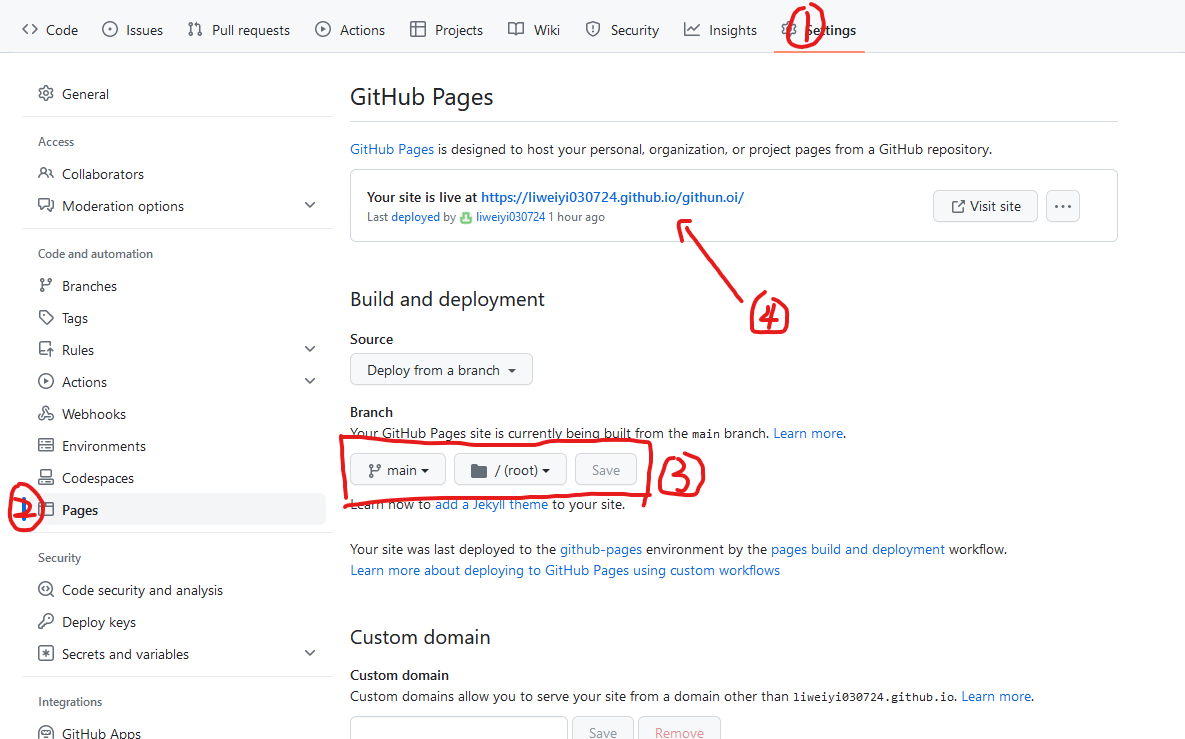 Code Issues Pull requests Actions Projects Wiki Security Insights Settings
1
General
Access
Collaborators
Moderation options
Code and automation
Branches
Tags
Rules
Actions
Webhooks
Environments
Codespaces
2 Pages
Security
Code security and analysis
Deploy keys
Secrets and variables
Integrations
GitHub Apps
GitHub Pages
GitHub Pages is designed to host your personal, organization, or project pages from a GitHub repository.
Your site is live at https://liweiyi030724.github.io/githun.oi/
Last deployed by liweiyi030724 1 hour ago
Visit site ...
4
Build and deployment
Source
Deploy from a branch
Branch
Your GitHub Pages site is currently being built from the main branch. Learn more.
main / (root) Save
3
Learn how to add a Jekyll theme to your site.
Your site was last deployed to the github-pages environment by the pages build and deployment workflow.
Learn more about deploying to GitHub Pages using custom workflows
Custom domain
Custom domain
Custom domains allow you to serve your site from a domain other than liweiyi030724.github.io. Learn more.
Save Remove